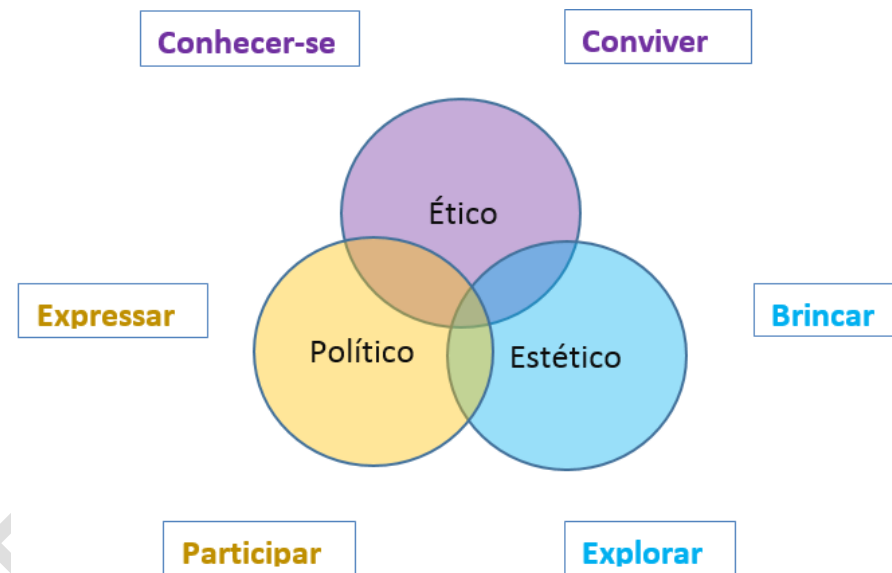 Conhecer-se
Conviver
Ético
Expressar
Brincar
Político
Estético
Participar
Explorar